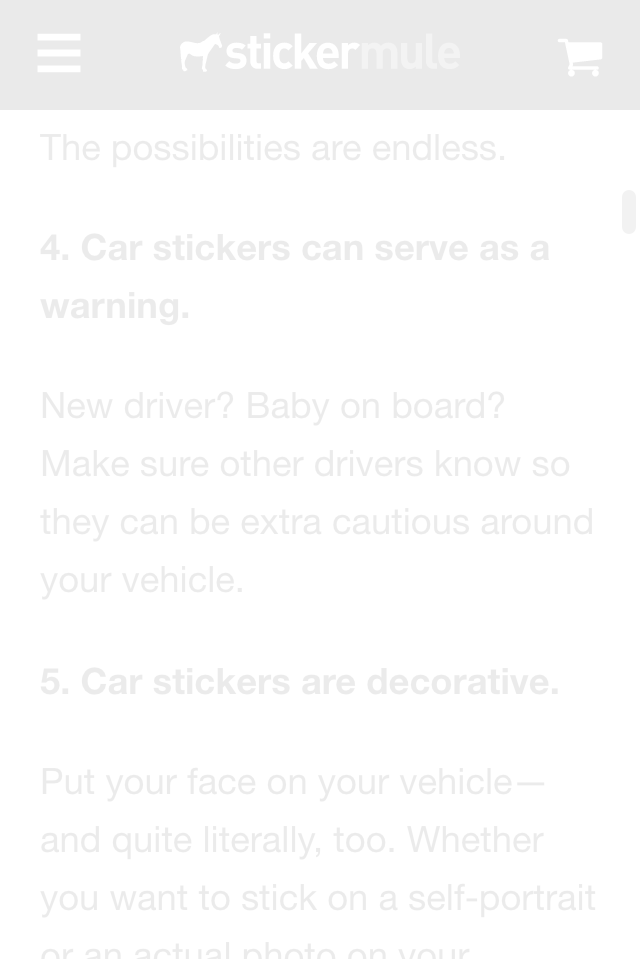 stickermule
The possibilities are endless.
4. Car stickers can serve as a
warning.
New driver? Baby on board?
Make sure other drivers know so
they can be extra cautious around
your vehicle.
5. Car stickers are decorative.
Put your face on your vehicle—
and quite literally, too. Whether
you want to stick on a self-portrait
or an actual photo on your